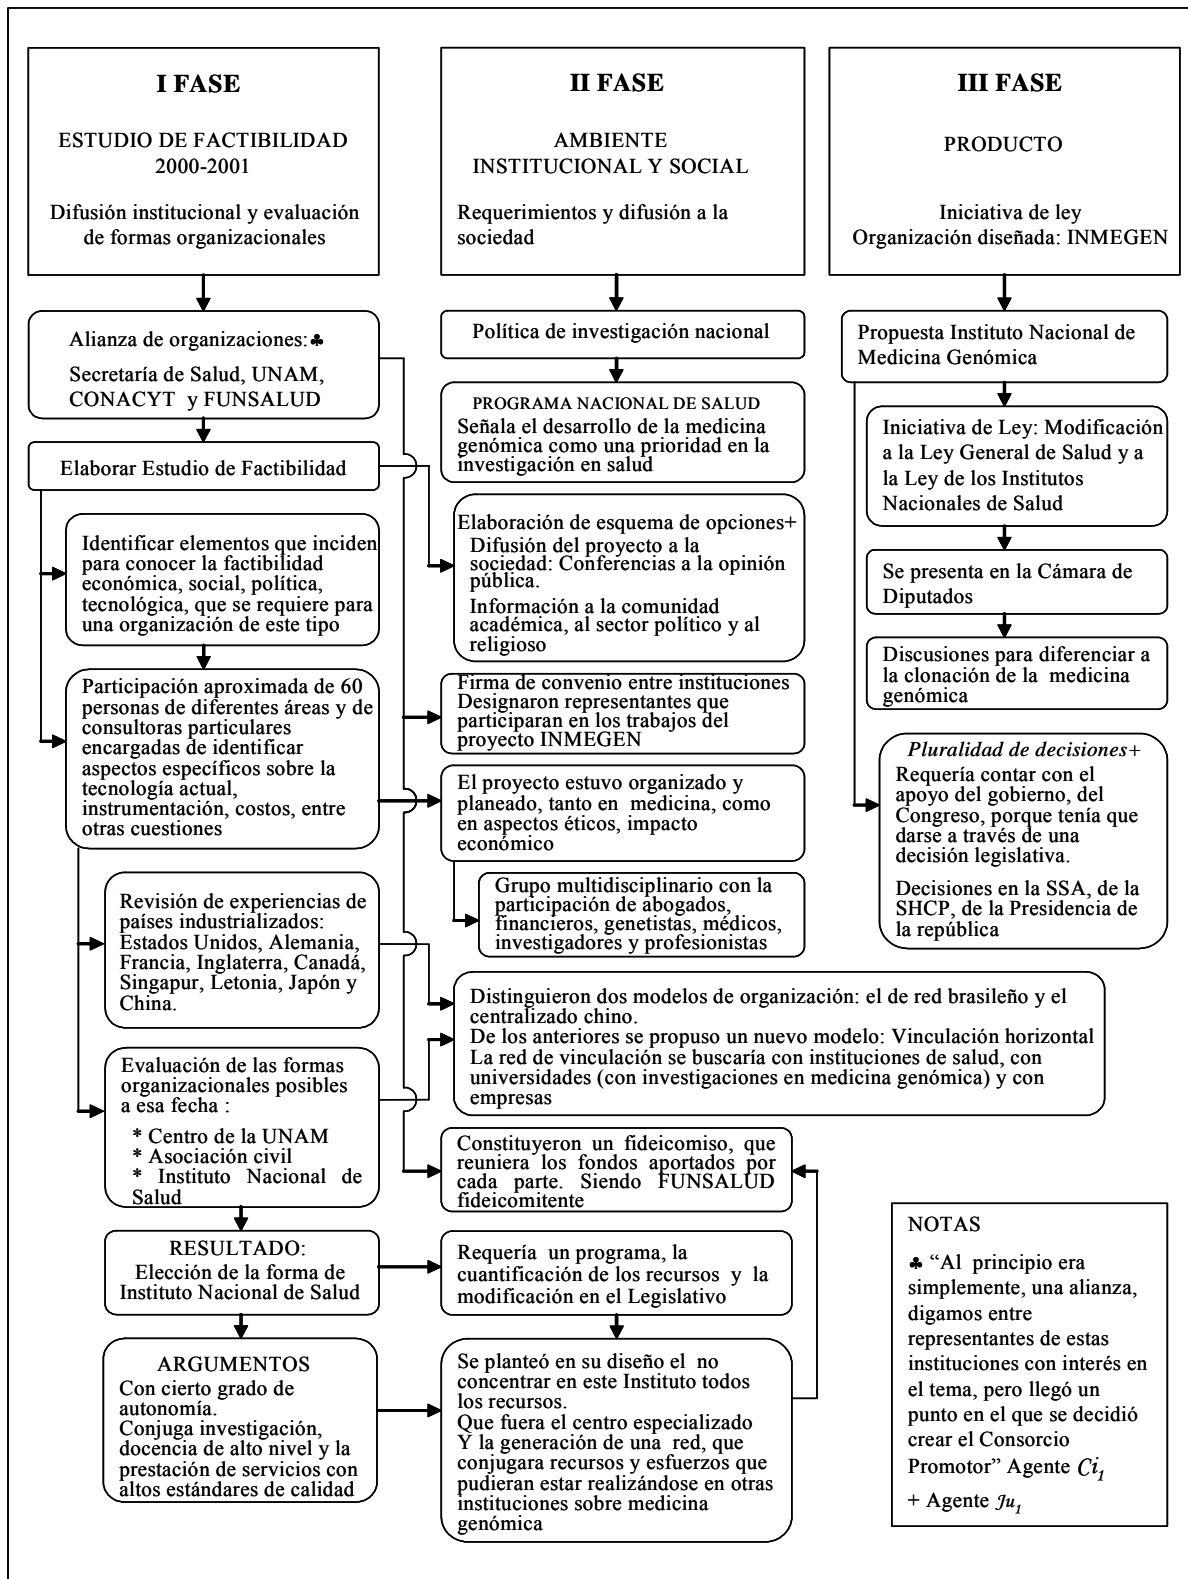 I FASE
ESTUDIO DE FACTIBILIDAD
2000-2001
Difusión institucional y evaluación
de formas organizacionales
Alianza de organizaciones:♣
Secretaría de Salud, UNAM,
CONACYT y FUNSALUD
Elaborar Estudio de Factibilidad
Identificar elementos que inciden
para conocer la factibilidad
económica, social, política,
tecnológica, que se requiere para
una organización de este tipo
Participación aproximada de 60
personas de diferentes áreas y de
consultoras particulares
encargadas de identificar
aspectos específicos sobre la
tecnología actual,
instrumentación, costos, entre
otras cuestiones
Revisión de experiencias de
países industrializados:
Estados Unidos, Alemania,
Francia, Inglaterra, Canadá,
Singapur, Letonia, Japón y
China.
Evaluación de las formas
organizacionales posibles
a esa fecha :
* Centro de la UNAM
* Asociación civil
* Instituto Nacional de
Salud
RESULTADO:
Elección de la forma de
Instituto Nacional de Salud
ARGUMENTOS
Con cierto grado de
autonomía.
Conjuga investigación,
docencia de alto nivel y la
prestación de servicios con
altos estándares de calidad
II FASE
AMBIENTE
INSTITUCIONAL Y SOCIAL
Requerimientos y difusión a la
sociedad
Política de investigación nacional
PROGRAMA NACIONAL DE SALUD
Señala el desarrollo de la medicina
genómica como una prioridad en la
investigación en salud
Elaboración de esquema de opciones+
Difusión del proyecto a la
sociedad: Conferencias a la opinión
pública.
Información a la comunidad
académica, al sector político y al
religioso
Firma de convenio entre instituciones
Designaron representantes que
participaran en los trabajos del
proyecto INMEGEN
El proyecto estuvo organizado y
planeado, tanto en medicina, como
en aspectos éticos, impacto
económico
Grupo multidisciplinario con la
participación de abogados,
financieros, genetistas, médicos,
investigadores y profesionistas
Distinguieron dos modelos de organización: el de red brasileño y el
centralizado chino.
De los anteriores se propuso un nuevo modelo: Vinculación horizontal
La red de vinculación se buscaría con instituciones de salud, con
universidades (con investigaciones en medicina genómica) y con
empresas
Constituyeron un fideicomiso, que
reuniera los fondos aportados por
cada parte. Siendo FUNSALUD
fideicomitente
Requería un programa, la
cuantificación de los recursos y la
modificación en el Legislativo
Se planteó en su diseño el no
concentrar en este Instituto todos
los recursos.
Que fuera el centro especializado
Y la generación de una red, que
conjugara recursos y esfuerzos que
pudieran estar realizándose en otras
instituciones sobre medicina
genómica
III FASE
PRODUCTO
Iniciativa de ley
Organización diseñada: INMEGEN
Propuesta Instituto Nacional de
Medicina Genómica
Iniciativa de Ley: Modificación
a la Ley General de Salud y a
la Ley de los Institutos
Nacionales de Salud
Se presenta en la Cámara de
Diputados
Discusiones para diferenciar a
la clonación de la medicina
genómica
Pluralidad de decisiones+
Requería contar con el
apoyo del gobierno, del
Congreso, porque tenía que
darse a través de una
decisión legislativa.
Decisiones en la SSA, de la
SHCP, de la Presidencia de
la república
NOTAS
♣ “Al principio era
simplemente, una alianza,
digamos entre
representantes de estas
instituciones con interés en
el tema, pero llegó un
punto en el que se decidió
crear el Consorcio
Promotor” Agente Ci1
+ Agente Ju1